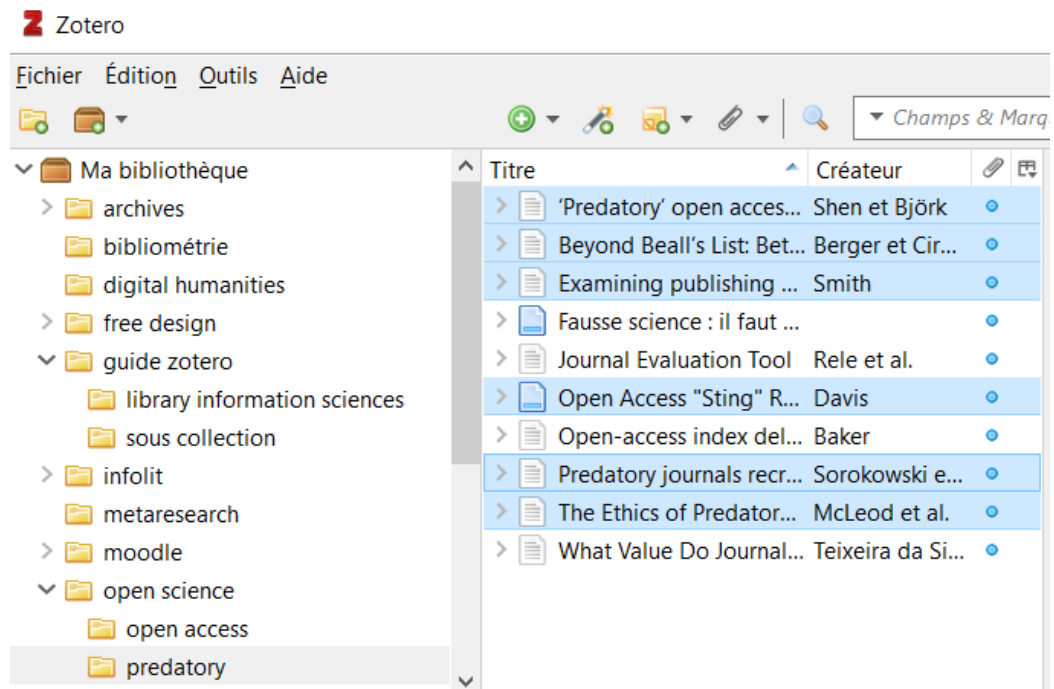 Zotero
Fichier Édition Outils Aide
Champs & Marq
Ma bibliothèque
archives
bibliométrie
digital humanities
free design
guide zotero
library information sciences
sous collection
infolit
metaresearch
moodle
open science
open access
predatory
Titre Créateur
‘Predatory’ open acces... Shen et Björk
Beyond Beall’s List: Bet... Berger et Cir...
Examining publishing ... Smith
Fausse science : il faut ...
Journal Evaluation Tool Rele et al.
Open Access "Sting" R... Davis
Open-access index del... Baker
Predatory journals recr... Sorokowski e...
The Ethics of Predator... McLeod et al.
What Value Do Journal... Teixeira da Si...